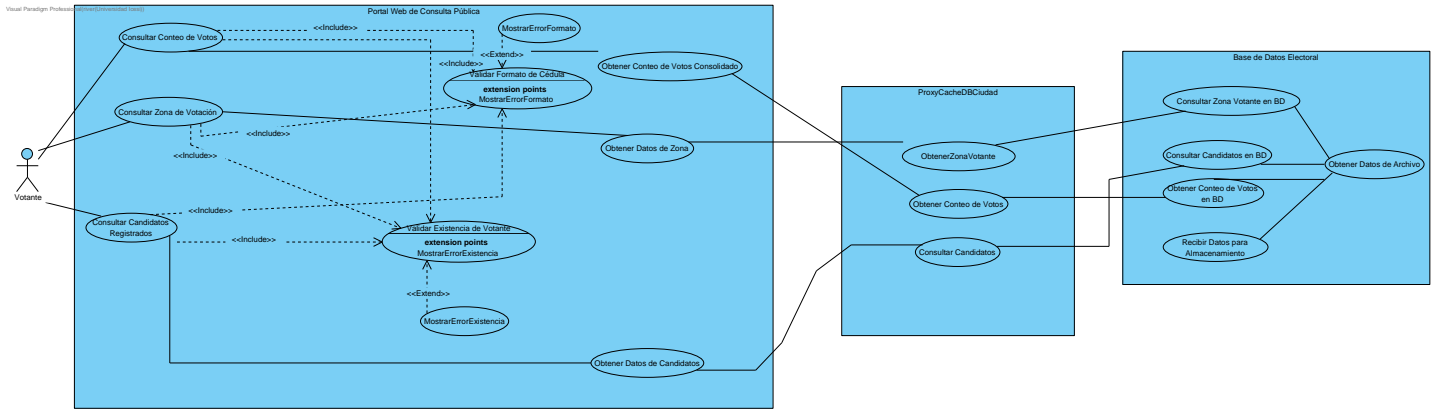 Visual Paradigm Professional
Portal Web de Consulta Pública
Consultar Conteo de Votos
<<Include>>
MostrarErrorFormato
<<Extend>>
<<Include>>
Obtener Conteo de Votos Consolidado
Validar Formato de Cédula
extension points
MostrarErrorFormato
Consultar Zona de Votación
<<Include>>
<<Include>>
Obtener Datos de Zona
Votante
<<Include>>
Consultar Candidatos
Registrados
<<Include>>
Validar Existencia de Votante
extension points
MostrarErrorExistencia
<<Extend>>
MostrarErrorExistencia
Obtener Datos de Candidatos
ProxyCacheDBCiudad
ObtenerZonaVotante
Obtener Conteo de Votos
Consultar Candidatos
Base de Datos Electoral
Consultar Zona Votante en BD
Consultar Candidatos en BD
Obtener Datos de Archivo
Obtener Conteo de Votos
en BD
Recibir Datos para
Almacenamiento